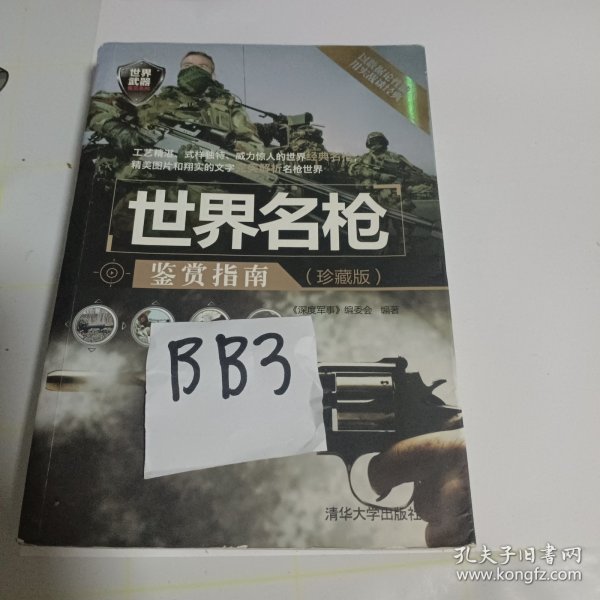 世界
武器
工艺精湛、式样独特、威力惊人的世界经典名枪
精美图片和翔实的文字完美解析名枪世界
世界名枪
鉴赏指南
(珍藏版)
《深度军事》编委会 编著
BB3
清华大学出版社
孔夫子旧书网
www.kongfz.com